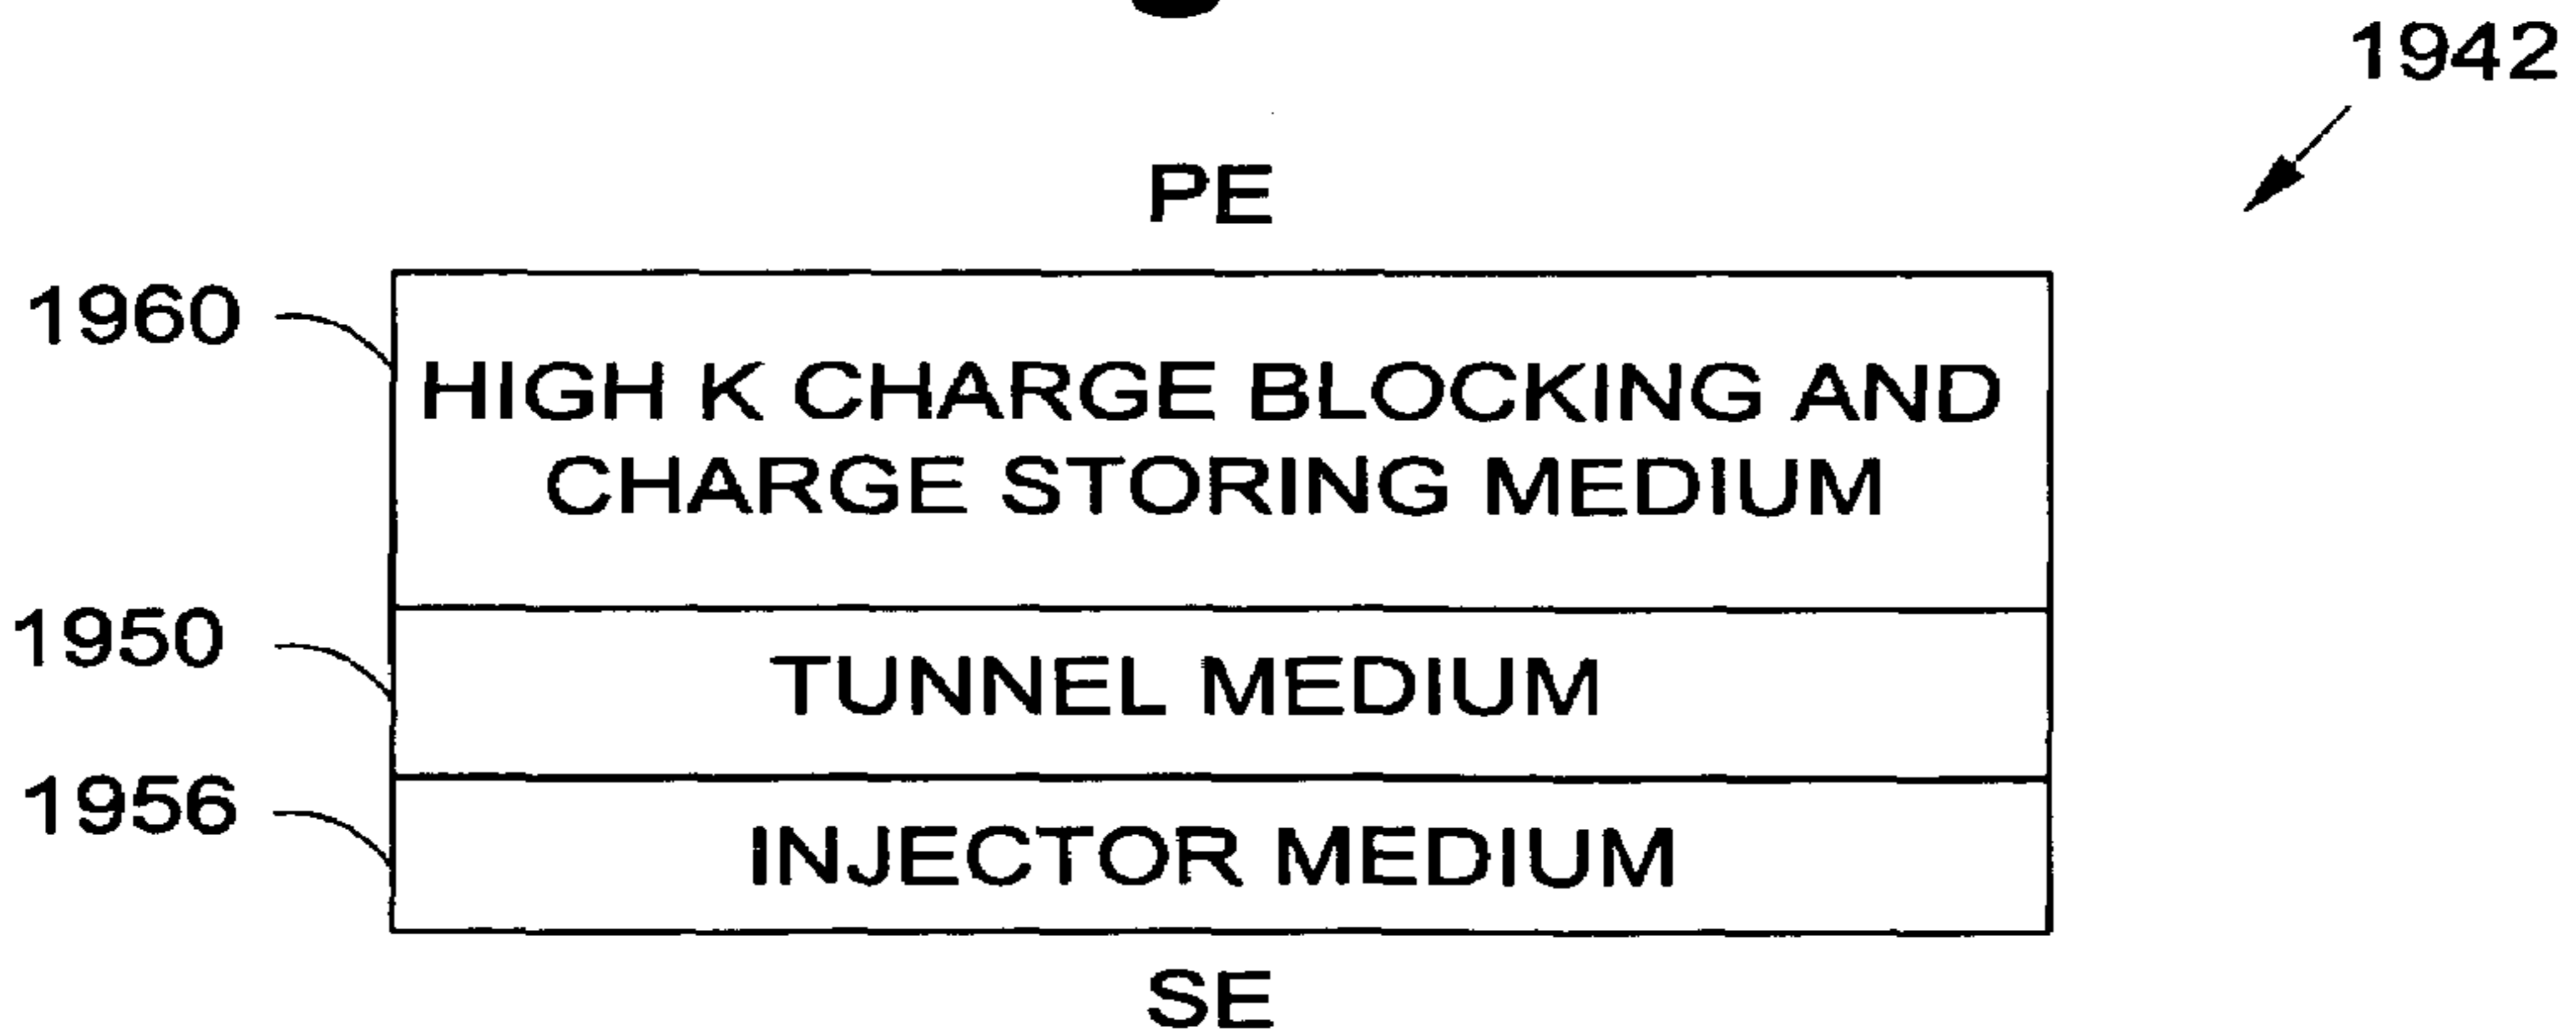 1942
PE
1960
HIGH K CHARGE BLOCKING AND
CHARGE STORING MEDIUM
1950
TUNNEL MEDIUM
1956
INJECTOR MEDIUM
SE